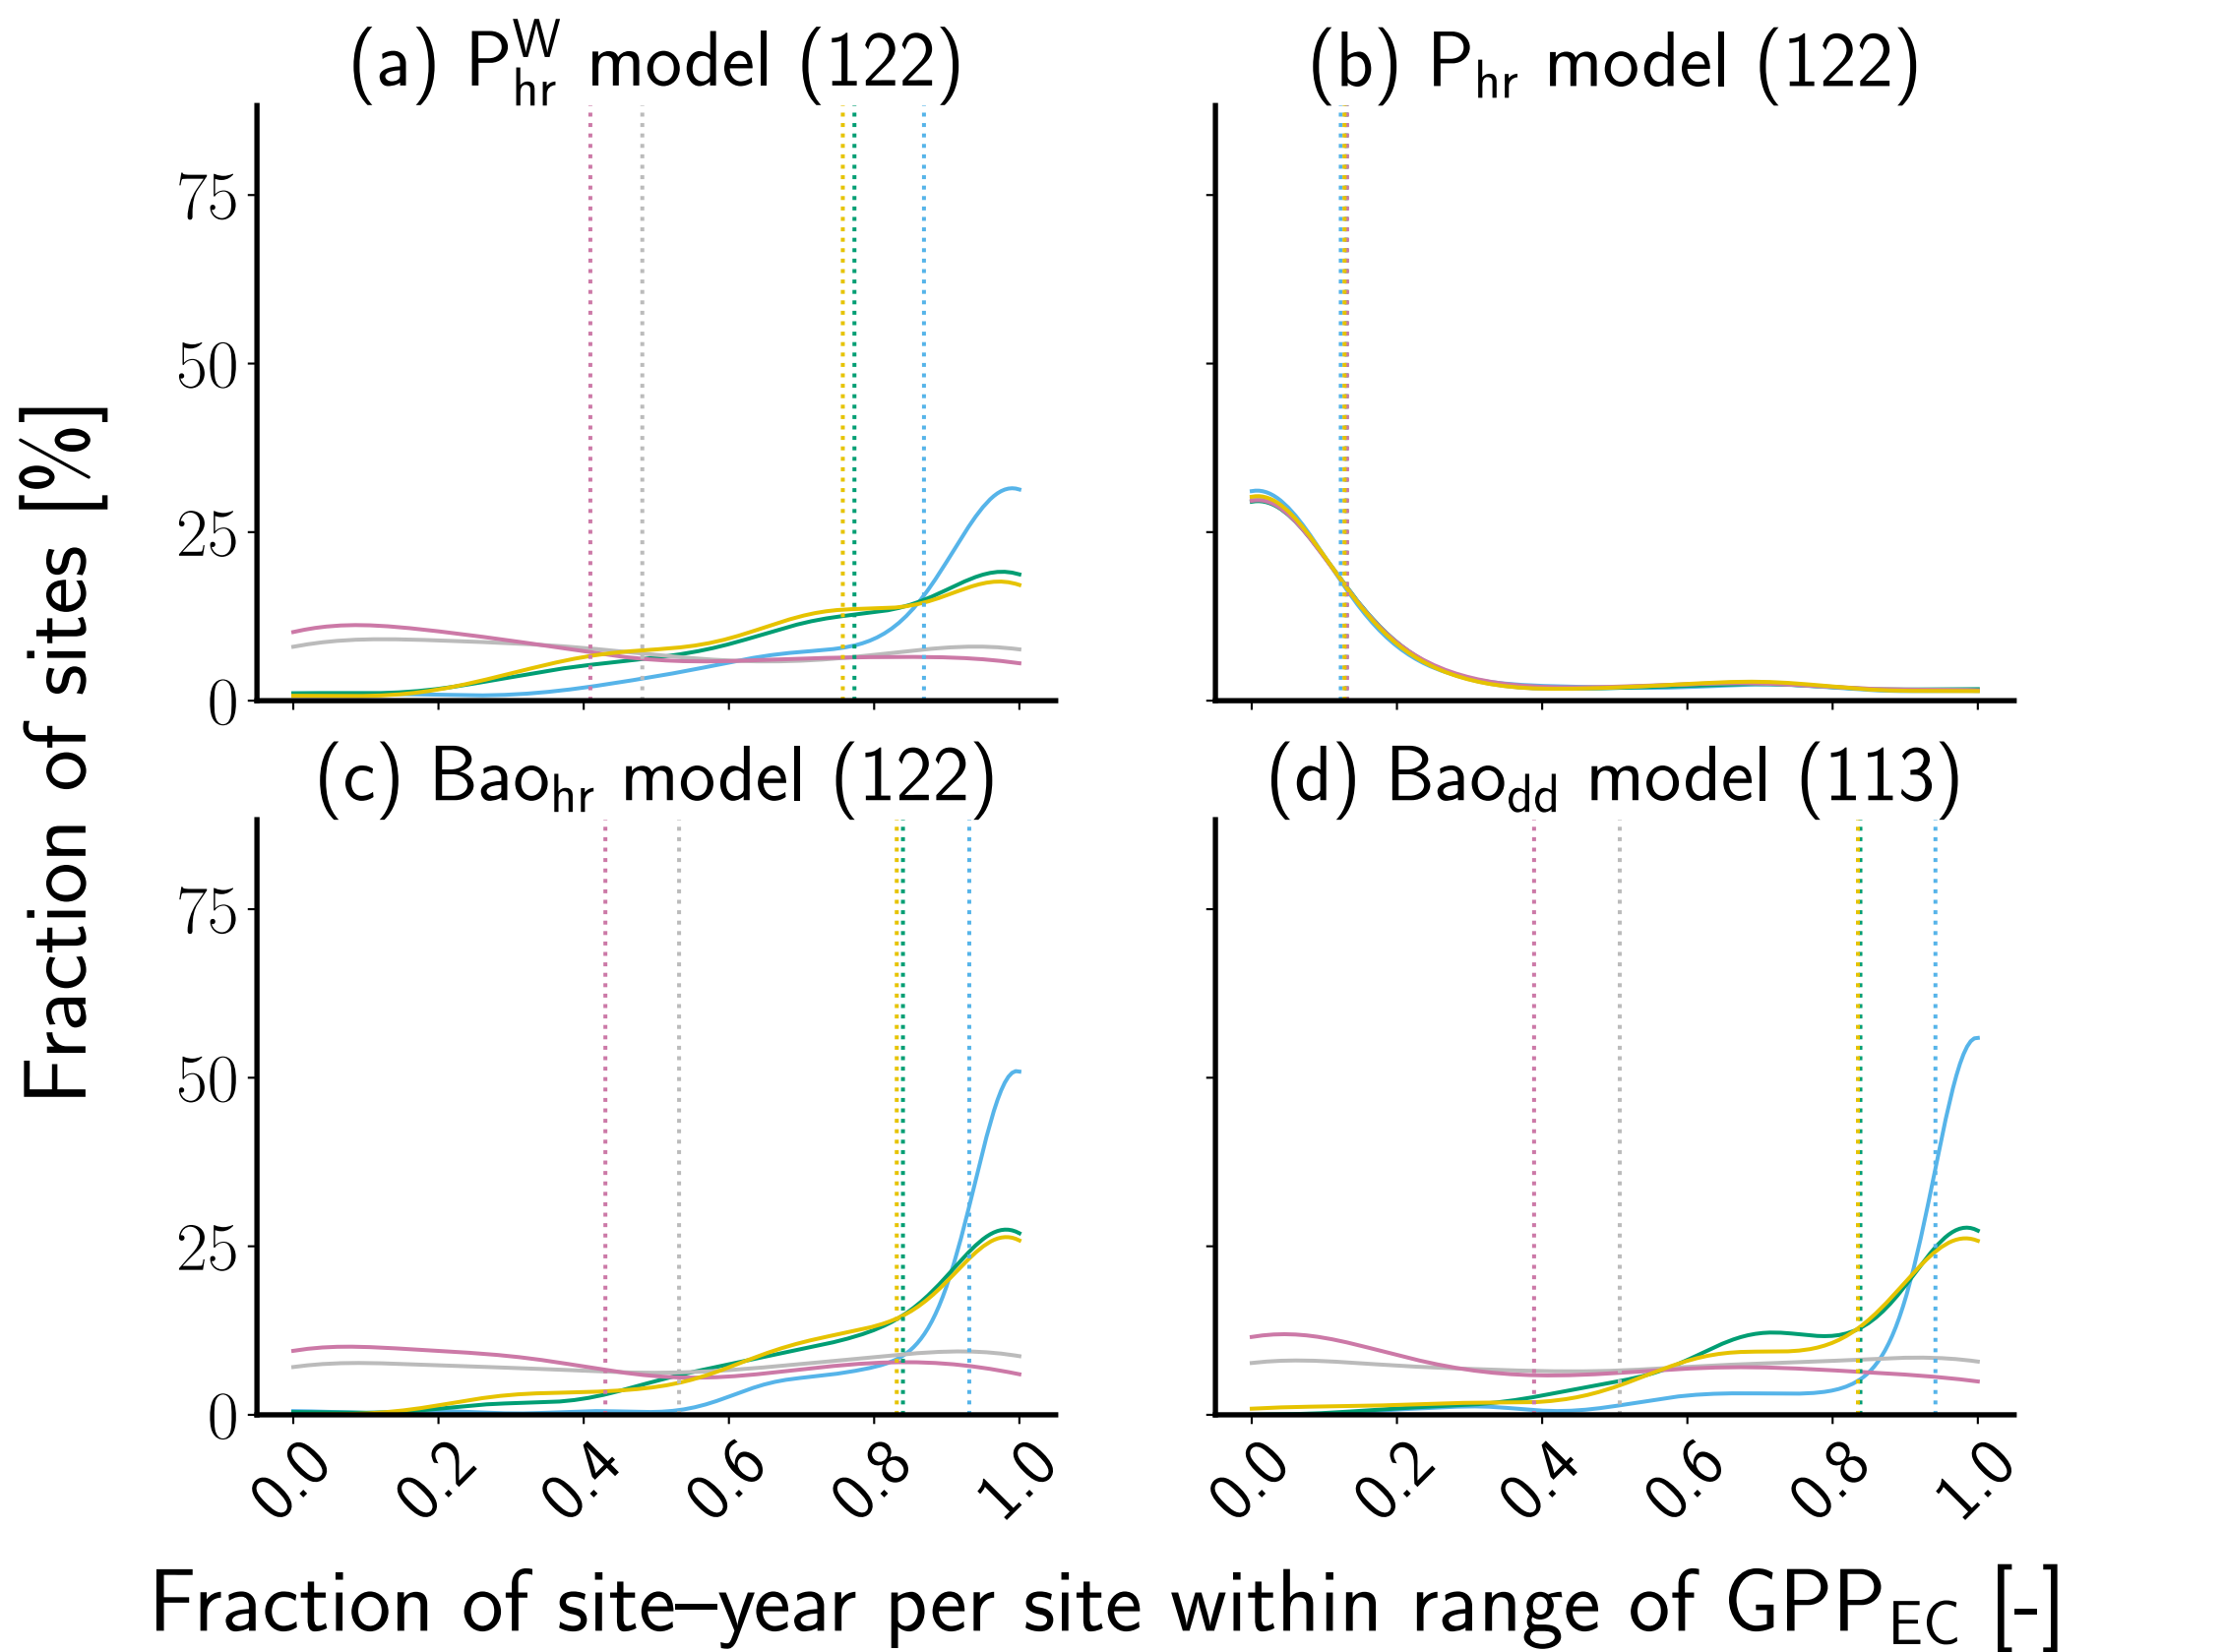 (a) P^W_hr model (122)
(b) P_hr model (122)
75
50
25
0
Fraction of sites [%]
(c) Bao_hr model (122)
(d) Bao_dd model (113)
75
50
25
0
0.0 0.2 0.4 0.6 0.8 1.0
0.0 0.2 0.4 0.6 0.8 1.0
Fraction of site–year per site within range of GPP_EC [-]